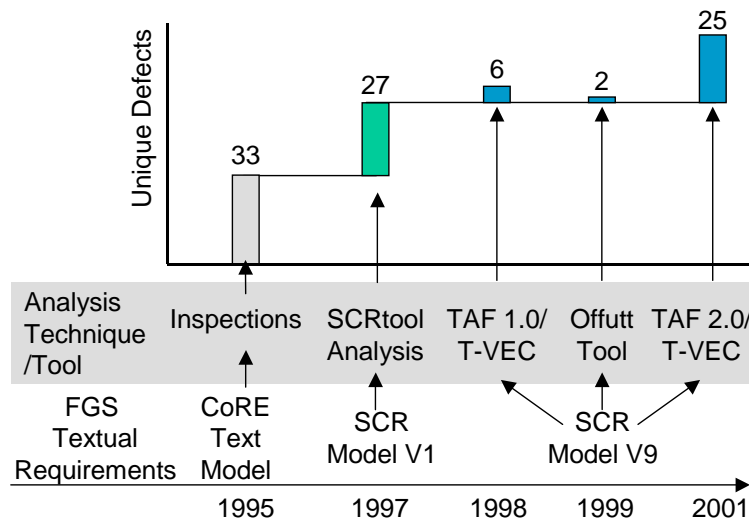 Unique Defects
33
27
6
2
25
Analysis
Technique
/Tool
Inspections
SCRtool
Analysis
TAF 1.0/
T-VEC
Offutt
Tool
TAF 2.0/
T-VEC
FGS
Textual
Requirements
CoRE
Text
Model
SCR
Model V1
SCR
Model V9
1995
1997
1998
1999
2001